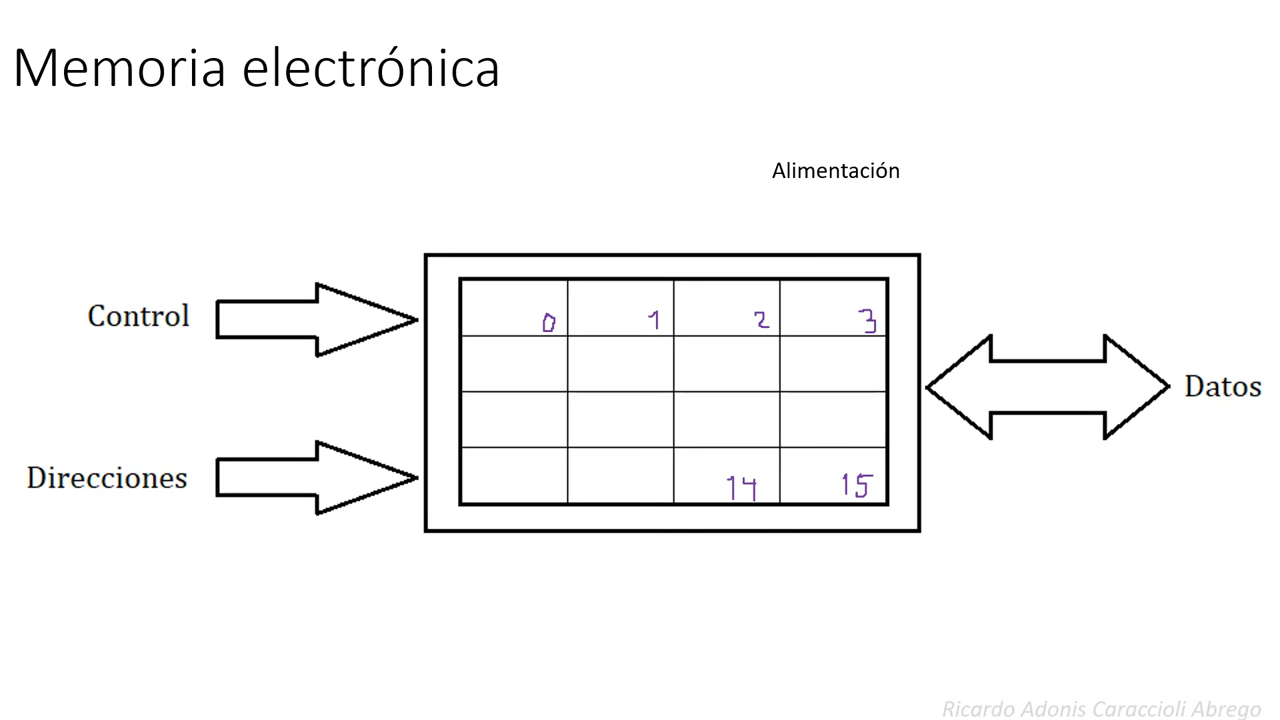 Memoria electrónica
Alimentación
Control
0 1 2 3
Datos
Direcciones
14 15
Ricardo Adonis Caraccioli Abrego